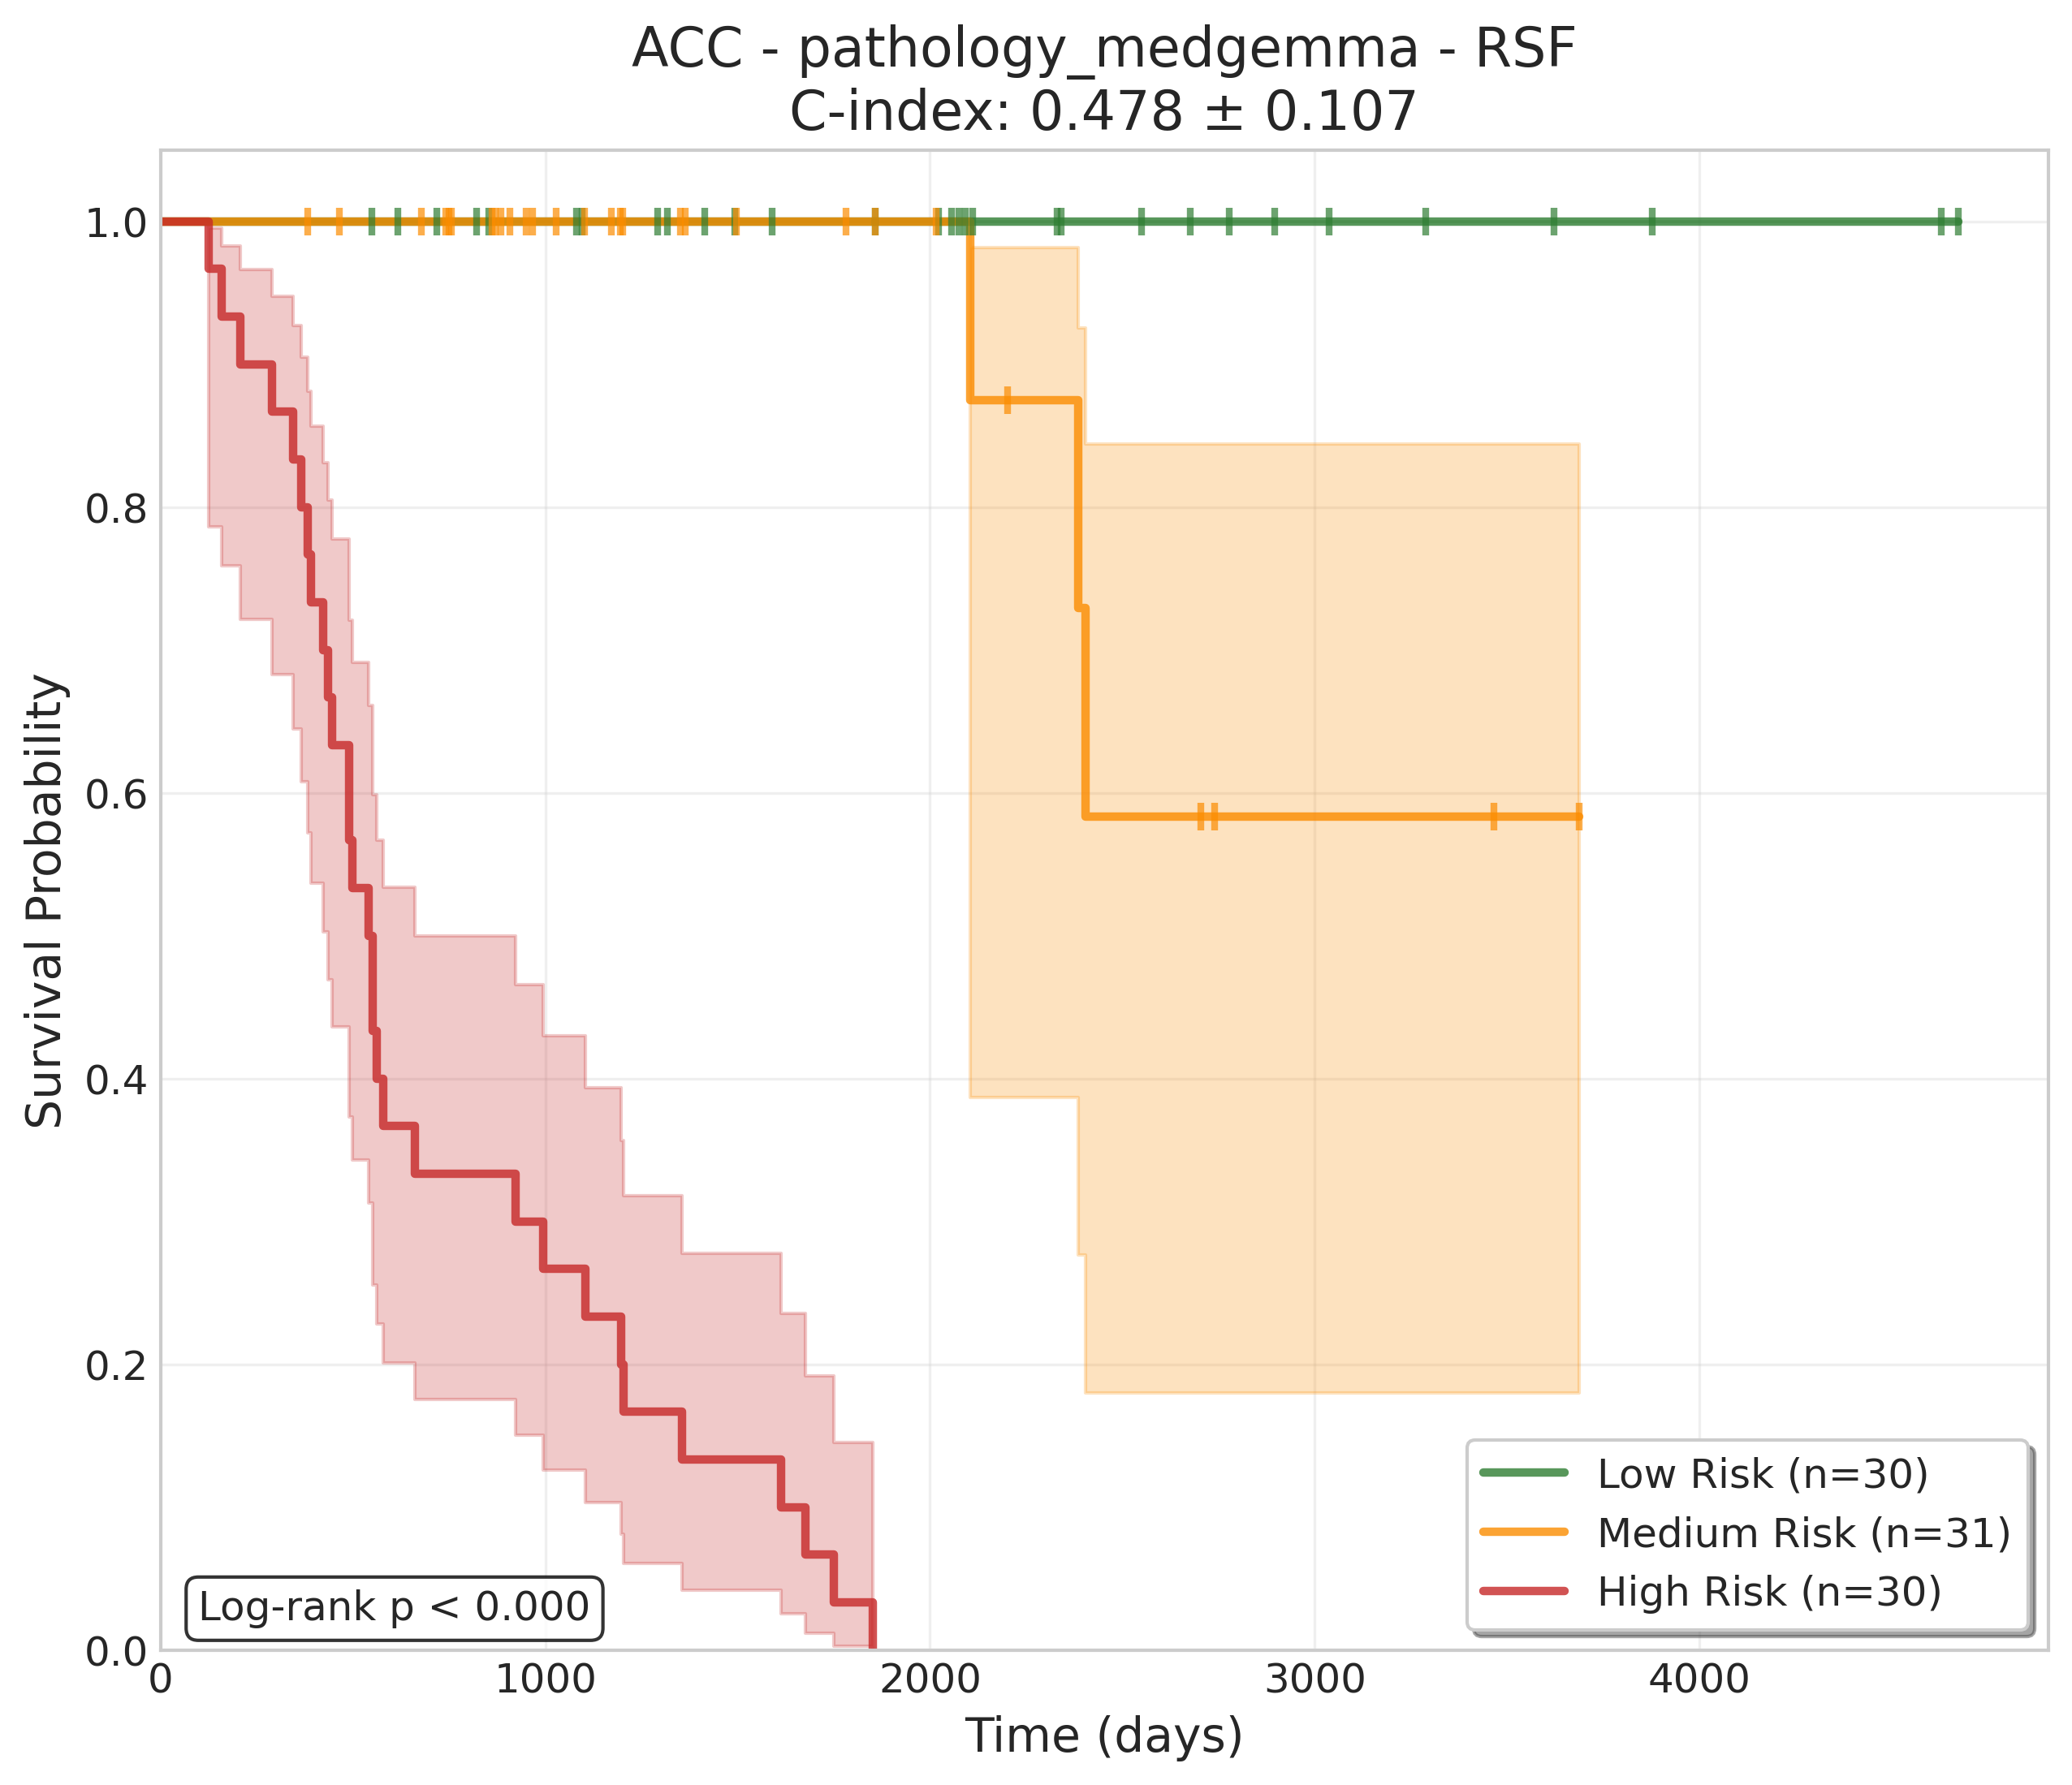 ACC - pathology_medgemma - RSF
C-index: 0.478 ± 0.107
Survival Probability
1.0
0.8
0.6
0.4
0.2
0.0
Log-rank p < 0.000
Low Risk (n=30)
Medium Risk (n=31)
High Risk (n=30)
0 1000 2000 3000 4000
Time (days)